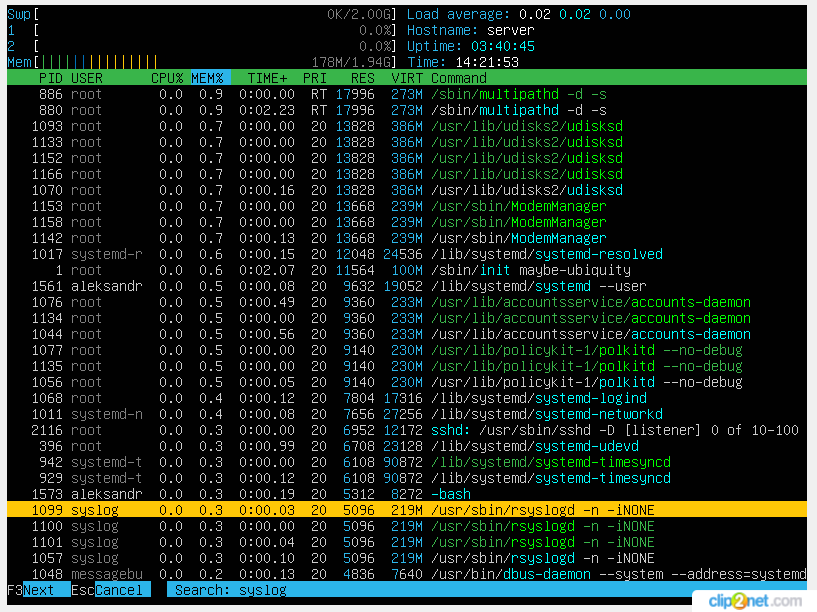 Swp[ 0K/2.00G] Load average: 0.02 0.02 0.00
1 [ 0.0%] Hostname: server
2 [ 0.0%] Uptime: 03:40:45
Mem[||||||||||||||| 178M/1.94G] Time: 14:21:53
PID USER CPU% MEM% TIME+ PRI RES VIRT Command
886 root 0.0 0.9 0:00.00 RT 17996 273M /sbin/multipathd -d -s
880 root 0.0 0.9 0:02.23 RT 17996 273M /sbin/multipathd -d -s
1093 root 0.0 0.7 0:00.00 20 13828 386M /usr/lib/udisks2/udisksd
1133 root 0.0 0.7 0:00.00 20 13828 386M /usr/lib/udisks2/udisksd
1152 root 0.0 0.7 0:00.00 20 13828 386M /usr/lib/udisks2/udisksd
1166 root 0.0 0.7 0:00.00 20 13828 386M /usr/lib/udisks2/udisksd
1070 root 0.0 0.7 0:00.16 20 13828 386M /usr/lib/udisks2/udisksd
1153 root 0.0 0.7 0:00.00 20 13668 239M /usr/sbin/ModemManager
1158 root 0.0 0.7 0:00.00 20 13668 239M /usr/sbin/ModemManager
1142 root 0.0 0.7 0:00.13 20 13668 239M /usr/sbin/ModemManager
1017 systemd-r 0.0 0.6 0:00.15 20 12048 24536 /lib/systemd/systemd-resolved
1 root 0.0 0.6 0:02.07 20 11564 100M /sbin/init maybe-ubiquity
1561 aleksandr 0.0 0.5 0:00.08 20 9632 19052 /lib/systemd/systemd --user
1076 root 0.0 0.5 0:00.49 20 9360 233M /usr/lib/accountsservice/accounts-daemon
1134 root 0.0 0.5 0:00.00 20 9360 233M /usr/lib/accountsservice/accounts-daemon
1044 root 0.0 0.5 0:00.56 20 9360 233M /usr/lib/accountsservice/accounts-daemon
1077 root 0.0 0.5 0:00.00 20 9140 230M /usr/lib/policykit-1/polkitd --no-debug
1135 root 0.0 0.5 0:00.00 20 9140 230M /usr/lib/policykit-1/polkitd --no-debug
1056 root 0.0 0.5 0:00.05 20 9140 230M /usr/lib/policykit-1/polkitd --no-debug
1068 root 0.0 0.4 0:00.12 20 7804 17316 /lib/systemd/systemd-logind
1011 systemd-n 0.0 0.4 0:00.08 20 7656 27256 /lib/systemd/systemd-networkd
2116 root 0.0 0.3 0:00.00 20 6952 12172 sshd: /usr/sbin/sshd -D [listener] 0 of 10-100
396 root 0.0 0.3 0:00.99 20 6708 23128 /lib/systemd/systemd-udevd
942 systemd-t 0.0 0.3 0:00.00 20 6108 90872 /lib/systemd/systemd-timesyncd
929 systemd-t 0.0 0.3 0:00.12 20 6108 90872 /lib/systemd/systemd-timesyncd
1573 aleksandr 0.0 0.3 0:00.19 20 5312 8272 -bash
1099 syslog 0.0 0.3 0:00.03 20 5096 219M /usr/sbin/rsyslogd -n -iNONE
1100 syslog 0.0 0.3 0:00.00 20 5096 219M /usr/sbin/rsyslogd -n -iNONE
1101 syslog 0.0 0.3 0:00.04 20 5096 219M /usr/sbin/rsyslogd -n -iNONE
1057 syslog 0.0 0.3 0:00.10 20 5096 219M /usr/sbin/rsyslogd -n -iNONE
1048 messagebu 0.0 0.2 0:00.13 20 4836 7640 /usr/bin/dbus-daemon --system --address=systemd
F3Next EscCancel Search: syslog
clip2net.com